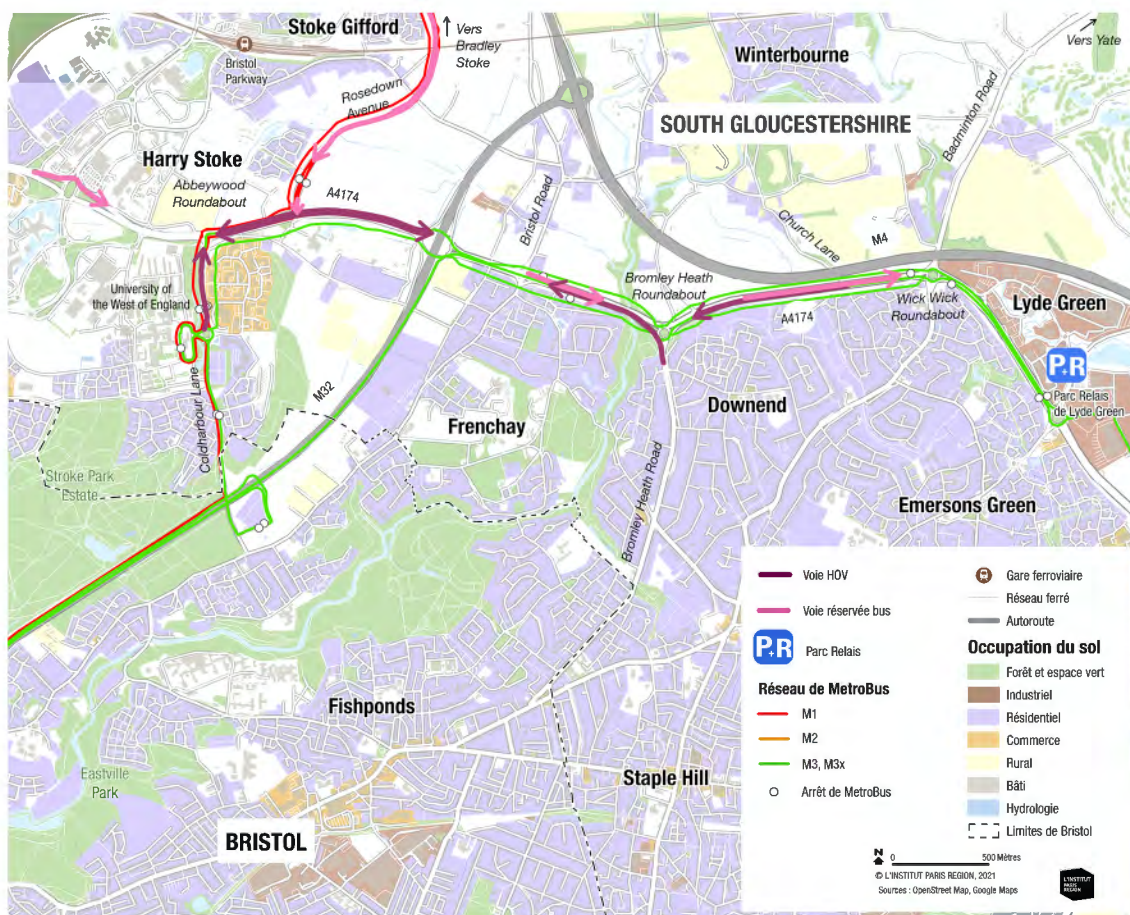 Stoke Gifford
Vers
Bradley
Stoke
Winterbourne
Vers Yate
Bristol
Parkway
Rosedown
Avenue
SOUTH GLOUCESTERSHIRE
Badminton Road
Harry Stoke
Abbeywood
Roundabout
A4174
Bristol Road
Church Lane
M4
University of
the West of England
Bromley Heath
Roundabout
A4174
Wick Wick
Roundabout
Lyde Green
P+R
Parc Relais
de Lyde Green
M32
Coldharbour Lane
Downend
Frenchay
Stroke Park
Estate
Bromley Heath Road
Emersons Green
Fishponds
Eastville
Park
Staple Hill
BRISTOL
Voie HOV
Voie réservée bus
P+R
Parc Relais
Réseau de MetroBus
M1
M2
M3, M3x
Arrêt de MetroBus
Gare ferroviaire
Réseau ferré
Autoroute
Occupation du sol
Forêt et espace vert
Industriel
Résidentiel
Commerce
Rural
Bâti
Hydrologie
Limites de Bristol
N
0
500 Mètres
© L'INSTITUT PARIS REGION, 2021
Sources : OpenStreet Map, Google Maps
L'INSTITUT
PARIS
REGION